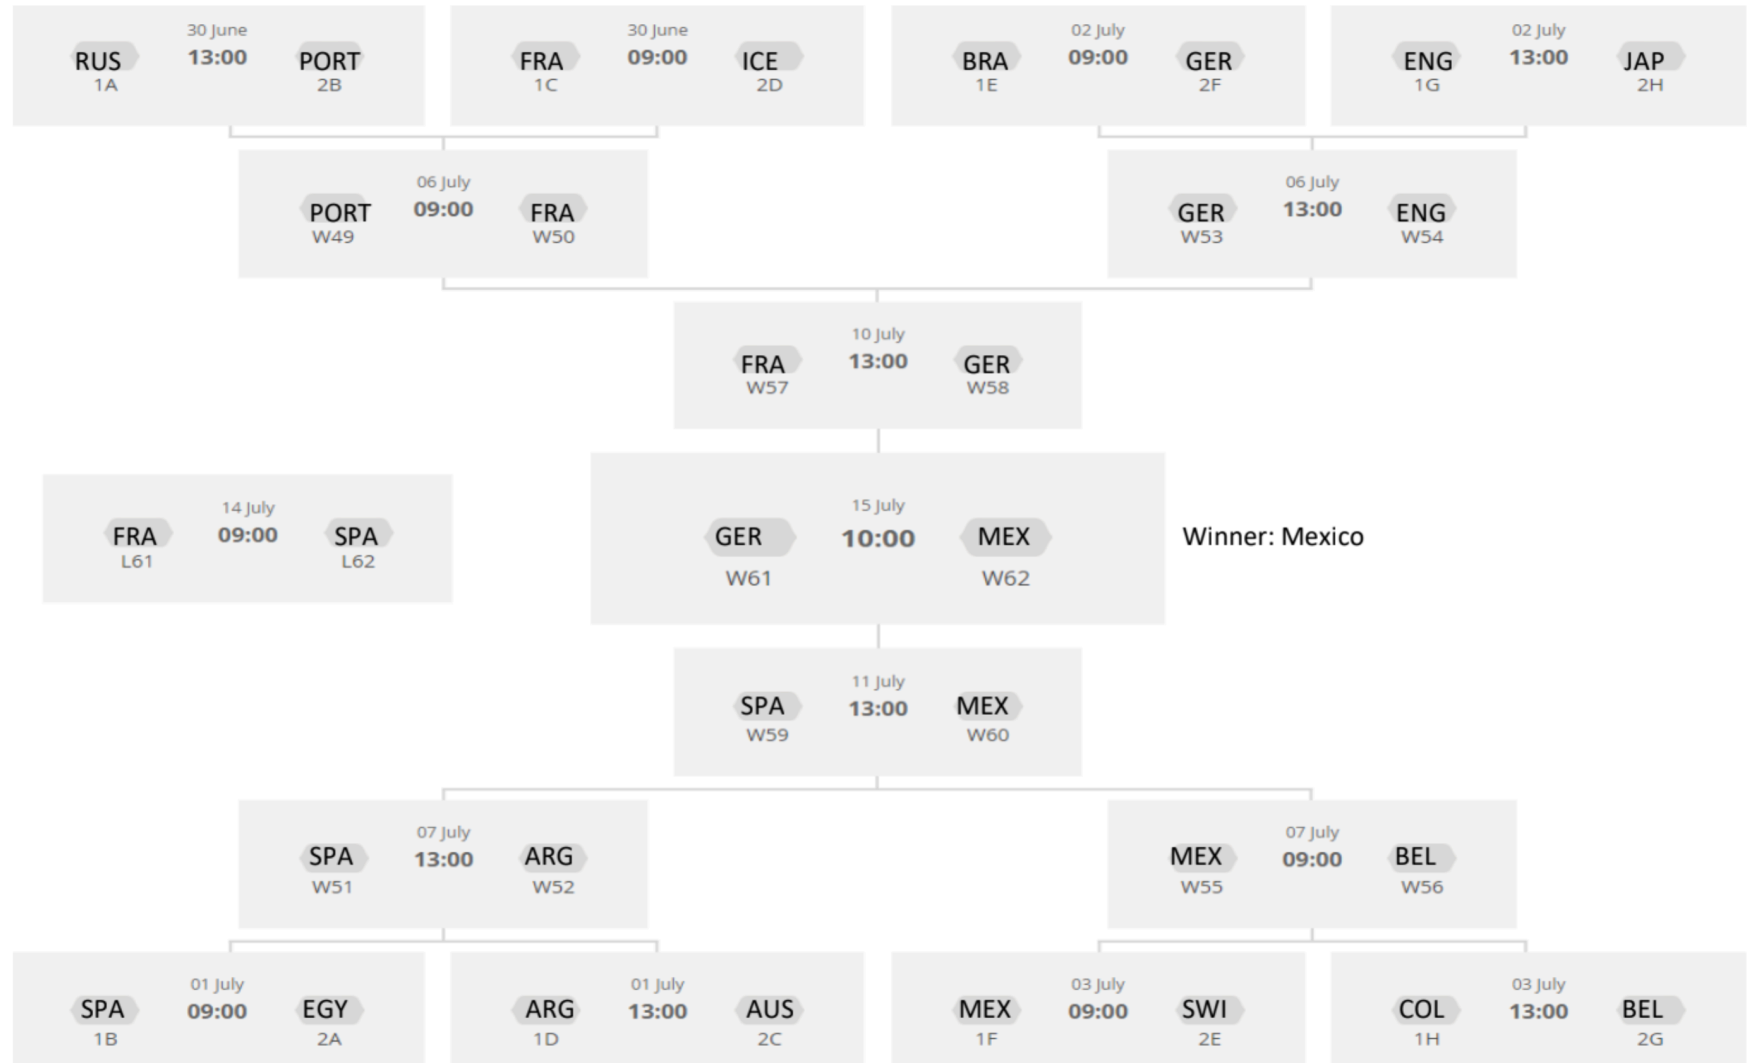 30 June
RUS 13:00 PORT
1A 2B
30 June
FRA 09:00 ICE
1C 2D
02 July
BRA 09:00 GER
1E 2F
02 July
ENG 13:00 JAP
1G 2H
06 July
PORT 09:00 FRA
W49 W50
06 July
GER 13:00 ENG
W53 W54
10 July
FRA 13:00 GER
W57 W58
14 July
FRA 09:00 SPA
L61 L62
15 July
GER 10:00 MEX
W61 W62
Winner: Mexico
11 July
SPA 13:00 MEX
W59 W60
07 July
SPA 13:00 ARG
W51 W52
07 July
MEX 09:00 BEL
W55 W56
01 July
SPA 09:00 EGY
1B 2A
01 July
ARG 13:00 AUS
1D 2C
03 July
MEX 09:00 SWI
1F 2E
03 July
COL 13:00 BEL
1H 2G